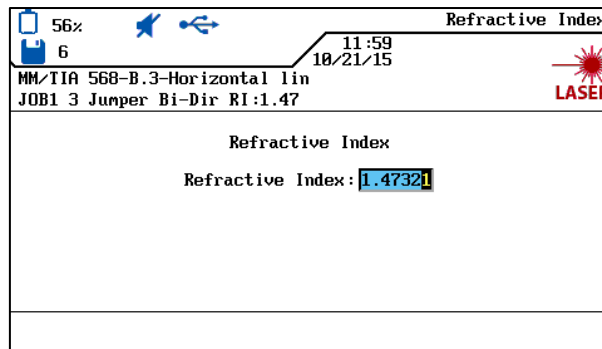 56% Refractive Index
6 11:59
10/21/15
MM/TIA 568-B.3-Horizontal lin
JOB1 3 Jumper Bi-Dir RI:1.47
LASER
Refractive Index
Refractive Index:1.47321